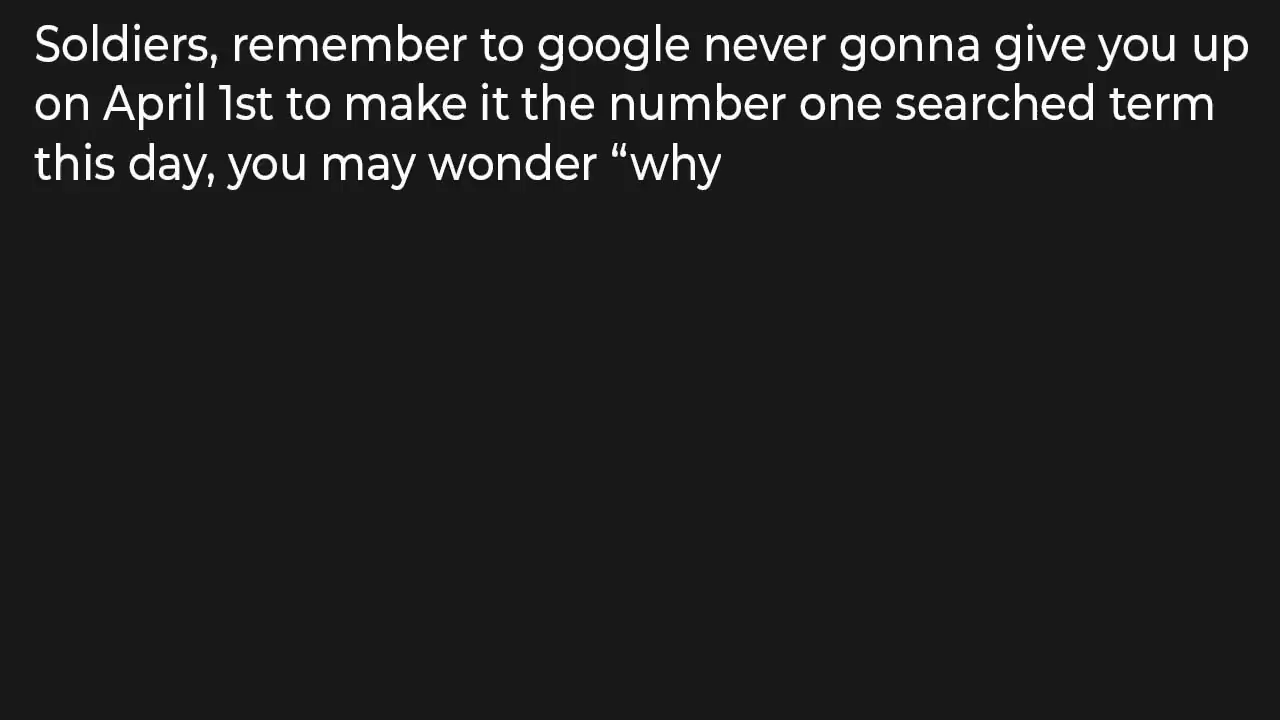 Soldiers, remember to google never gonna give you up
on April 1st to make it the number one searched term
this day, you may wonder “why